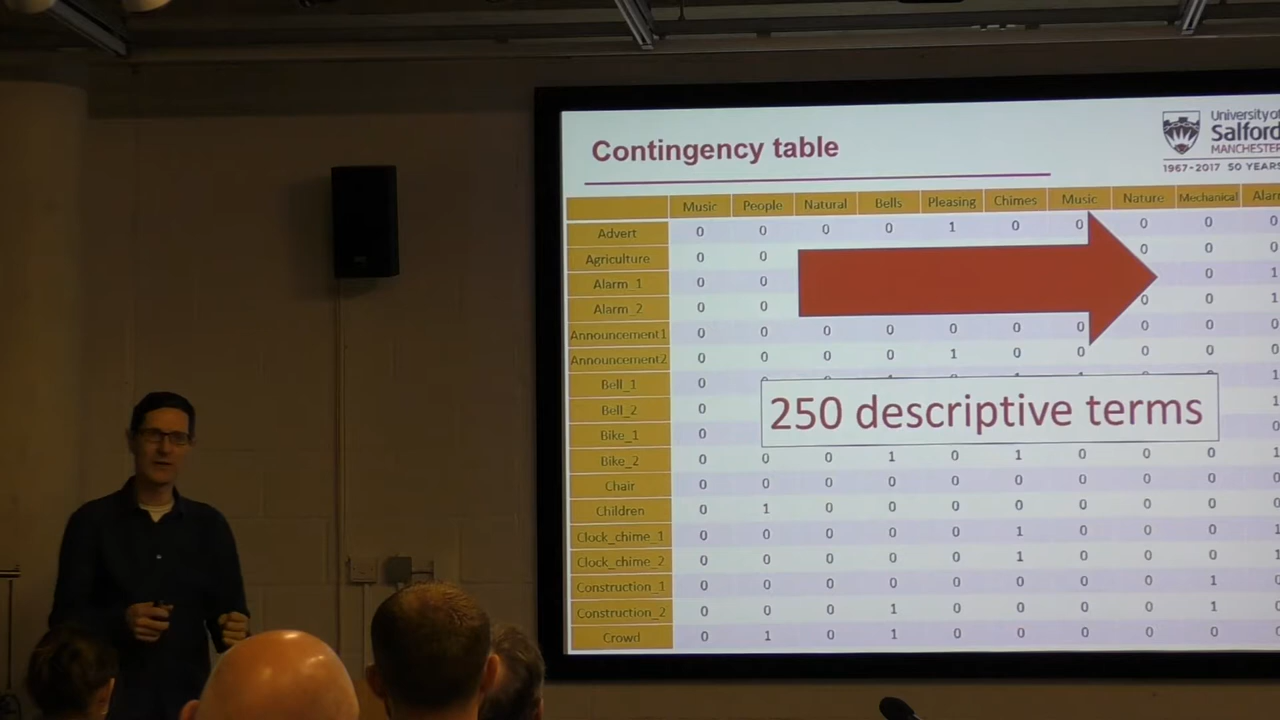 Contingency table
University of
Salford
MANCHESTER
1967-2017 50 YEARS
Music People Natural Bells Pleasing Chimes Music Nature Mechanical Alar
Advert 0 0 0 0 1 0 0 0 0 0
Agriculture 0 0 0 0 0
Alarm_1 0 0 0 1
Alarm_2 0 0 0 0 1
Announcement1 0 0 0 0 0 0 0 0 0 0
Announcement2 0 0 0 0 1 0 0 0 0 0
Bell_1 0 1
Bell_2 0 1
250 descriptive terms
Bike_1 0 0
Bike_2 0 0 0 1 0 1 0 0 0 1
Chair 0 0 0 0 0 0 0 0 0 0
Children 0 1 0 0 0 0 0 0 0 0
Clock_chime_1 0 0 0 0 0 1 0 0 0 1
Clock_chime_2 0 0 0 0 0 1 0 0 0 1
Construction_1 0 0 0 0 0 0 0 0 1 0
Construction_2 0 0 0 1 0 0 0 0 1 0
Crowd 0 1 0 1 0 0 0 0 0 0